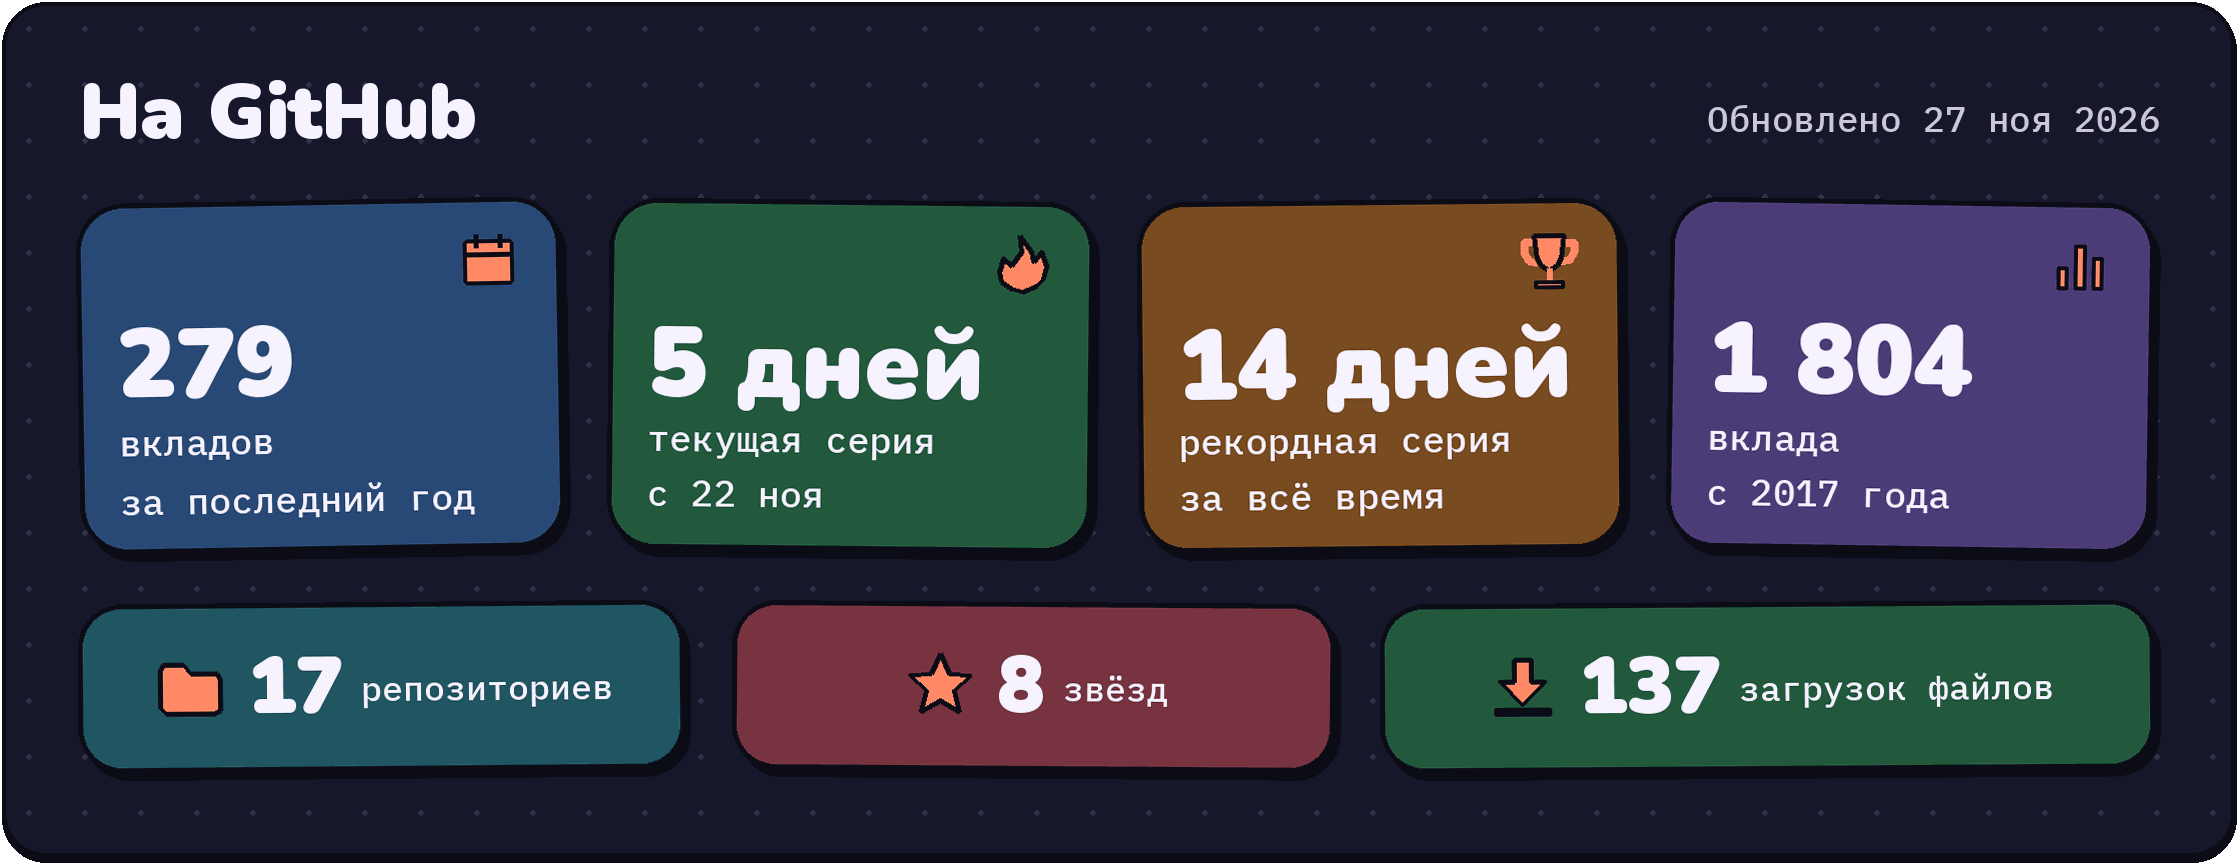 На GitHub
Обновлено 27 ноя 2026
279
вкладов
за последний год
5 дней
текущая серия
с 22 ноя
14 дней
рекордная серия
за всё время
1 804
вклада
с 2017 года
17 репозиториев
8 звёзд
137 загрузок файлов